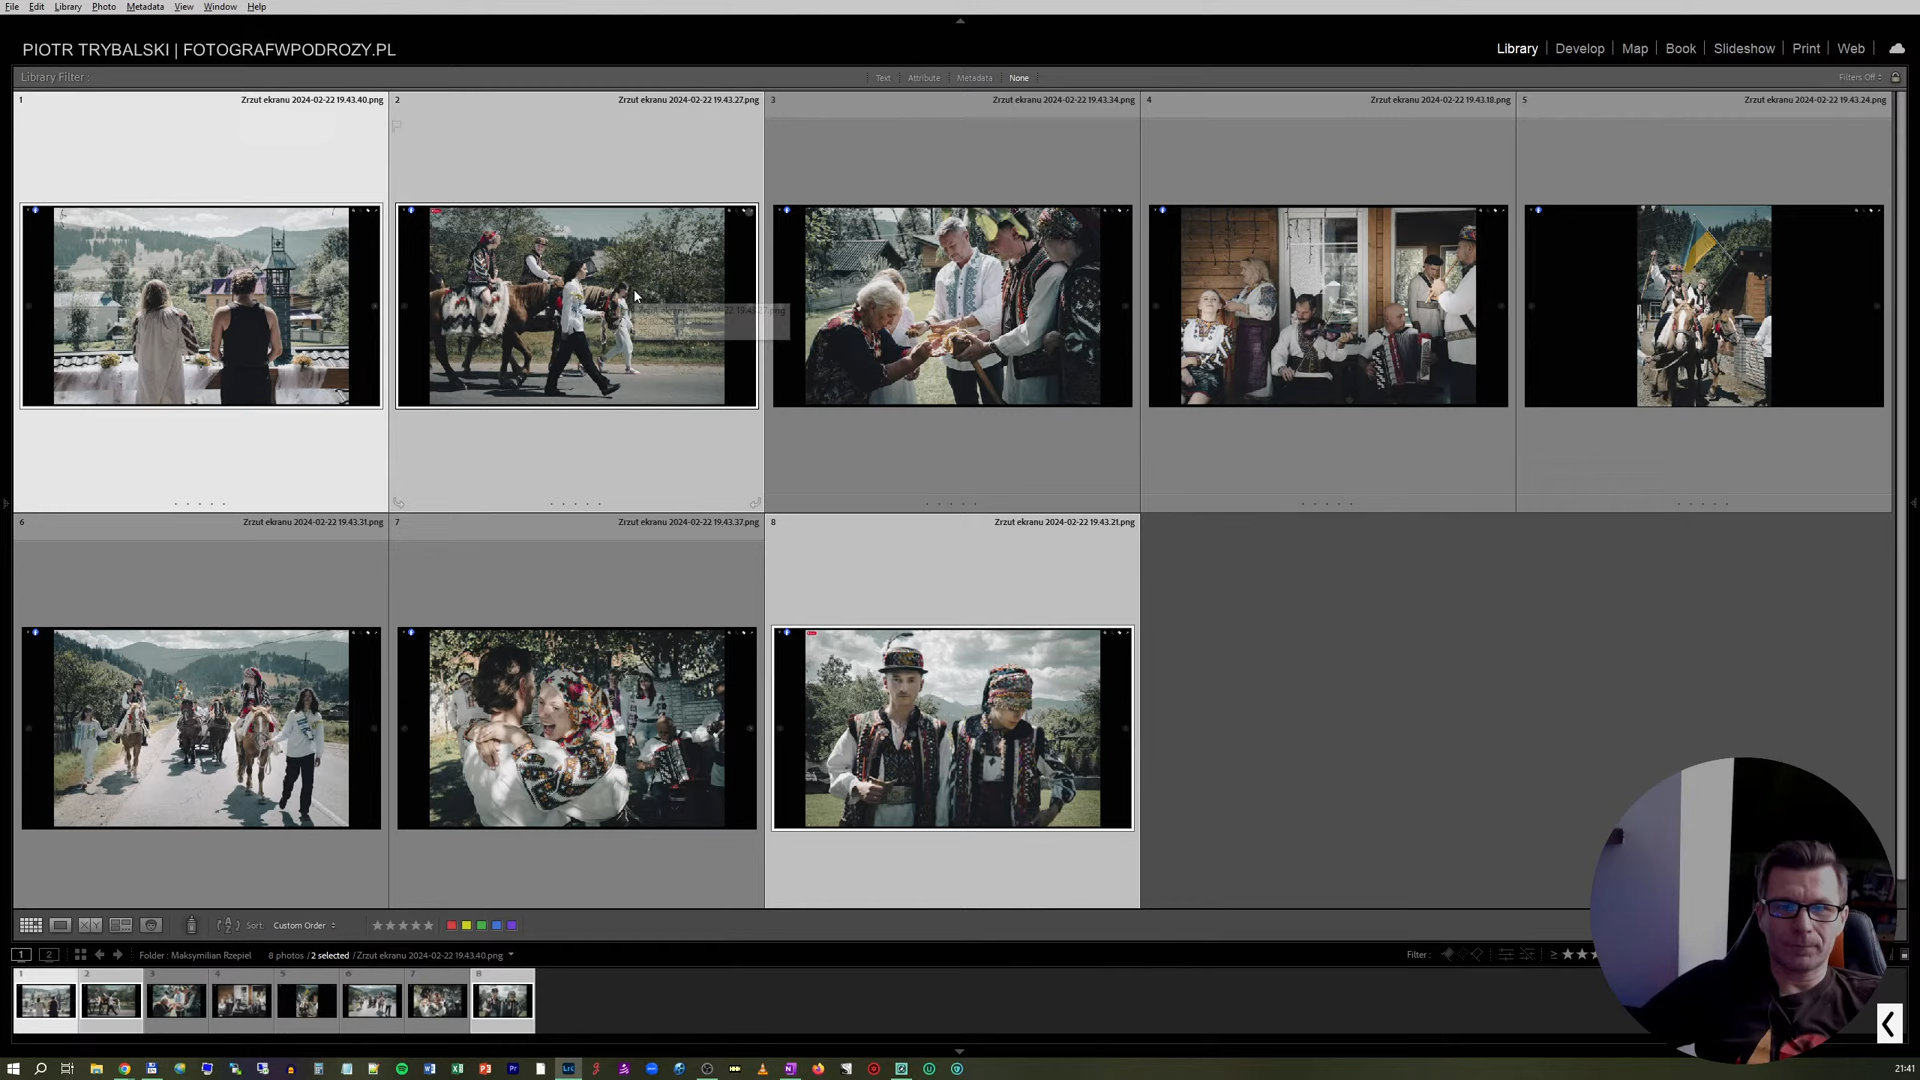 File Edit Library Photo Metadata View Window Help
PIOTR TRYBALSKI | FOTOGRAFWPODROZY.PL
Library Develop Map Book Slideshow Print Web
Library Filter : Text Attribute Metadata None Filters Off
1 Zrzut ekranu 2024-02-22 19.43.40.png
2 Zrzut ekranu 2024-02-22 19.43.27.png
3 Zrzut ekranu 2024-02-22 19.43.34.png
4 Zrzut ekranu 2024-02-22 19.43.18.png
5 Zrzut ekranu 2024-02-22 19.43.24.png
6 Zrzut ekranu 2024-02-22 19.43.31.png
7 Zrzut ekranu 2024-02-22 19.43.37.png
8 Zrzut ekranu 2024-02-22 19.43.21.png
Sort: Custom Order
1 2 Folder : Maksymilian Rzepiel 8 photos / 2 selected / Zrzut ekranu 2024-02-22 19.43.40.png Filter :
1 2 3 4 5 6 7 8
21:41